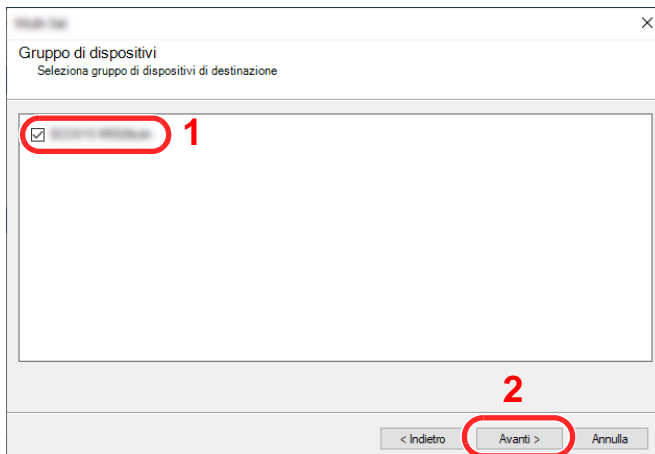 Gruppo di dispositivi
Seleziona gruppo di dispositivi di destinazione
1
2
< Indietro
Avanti >
Annulla